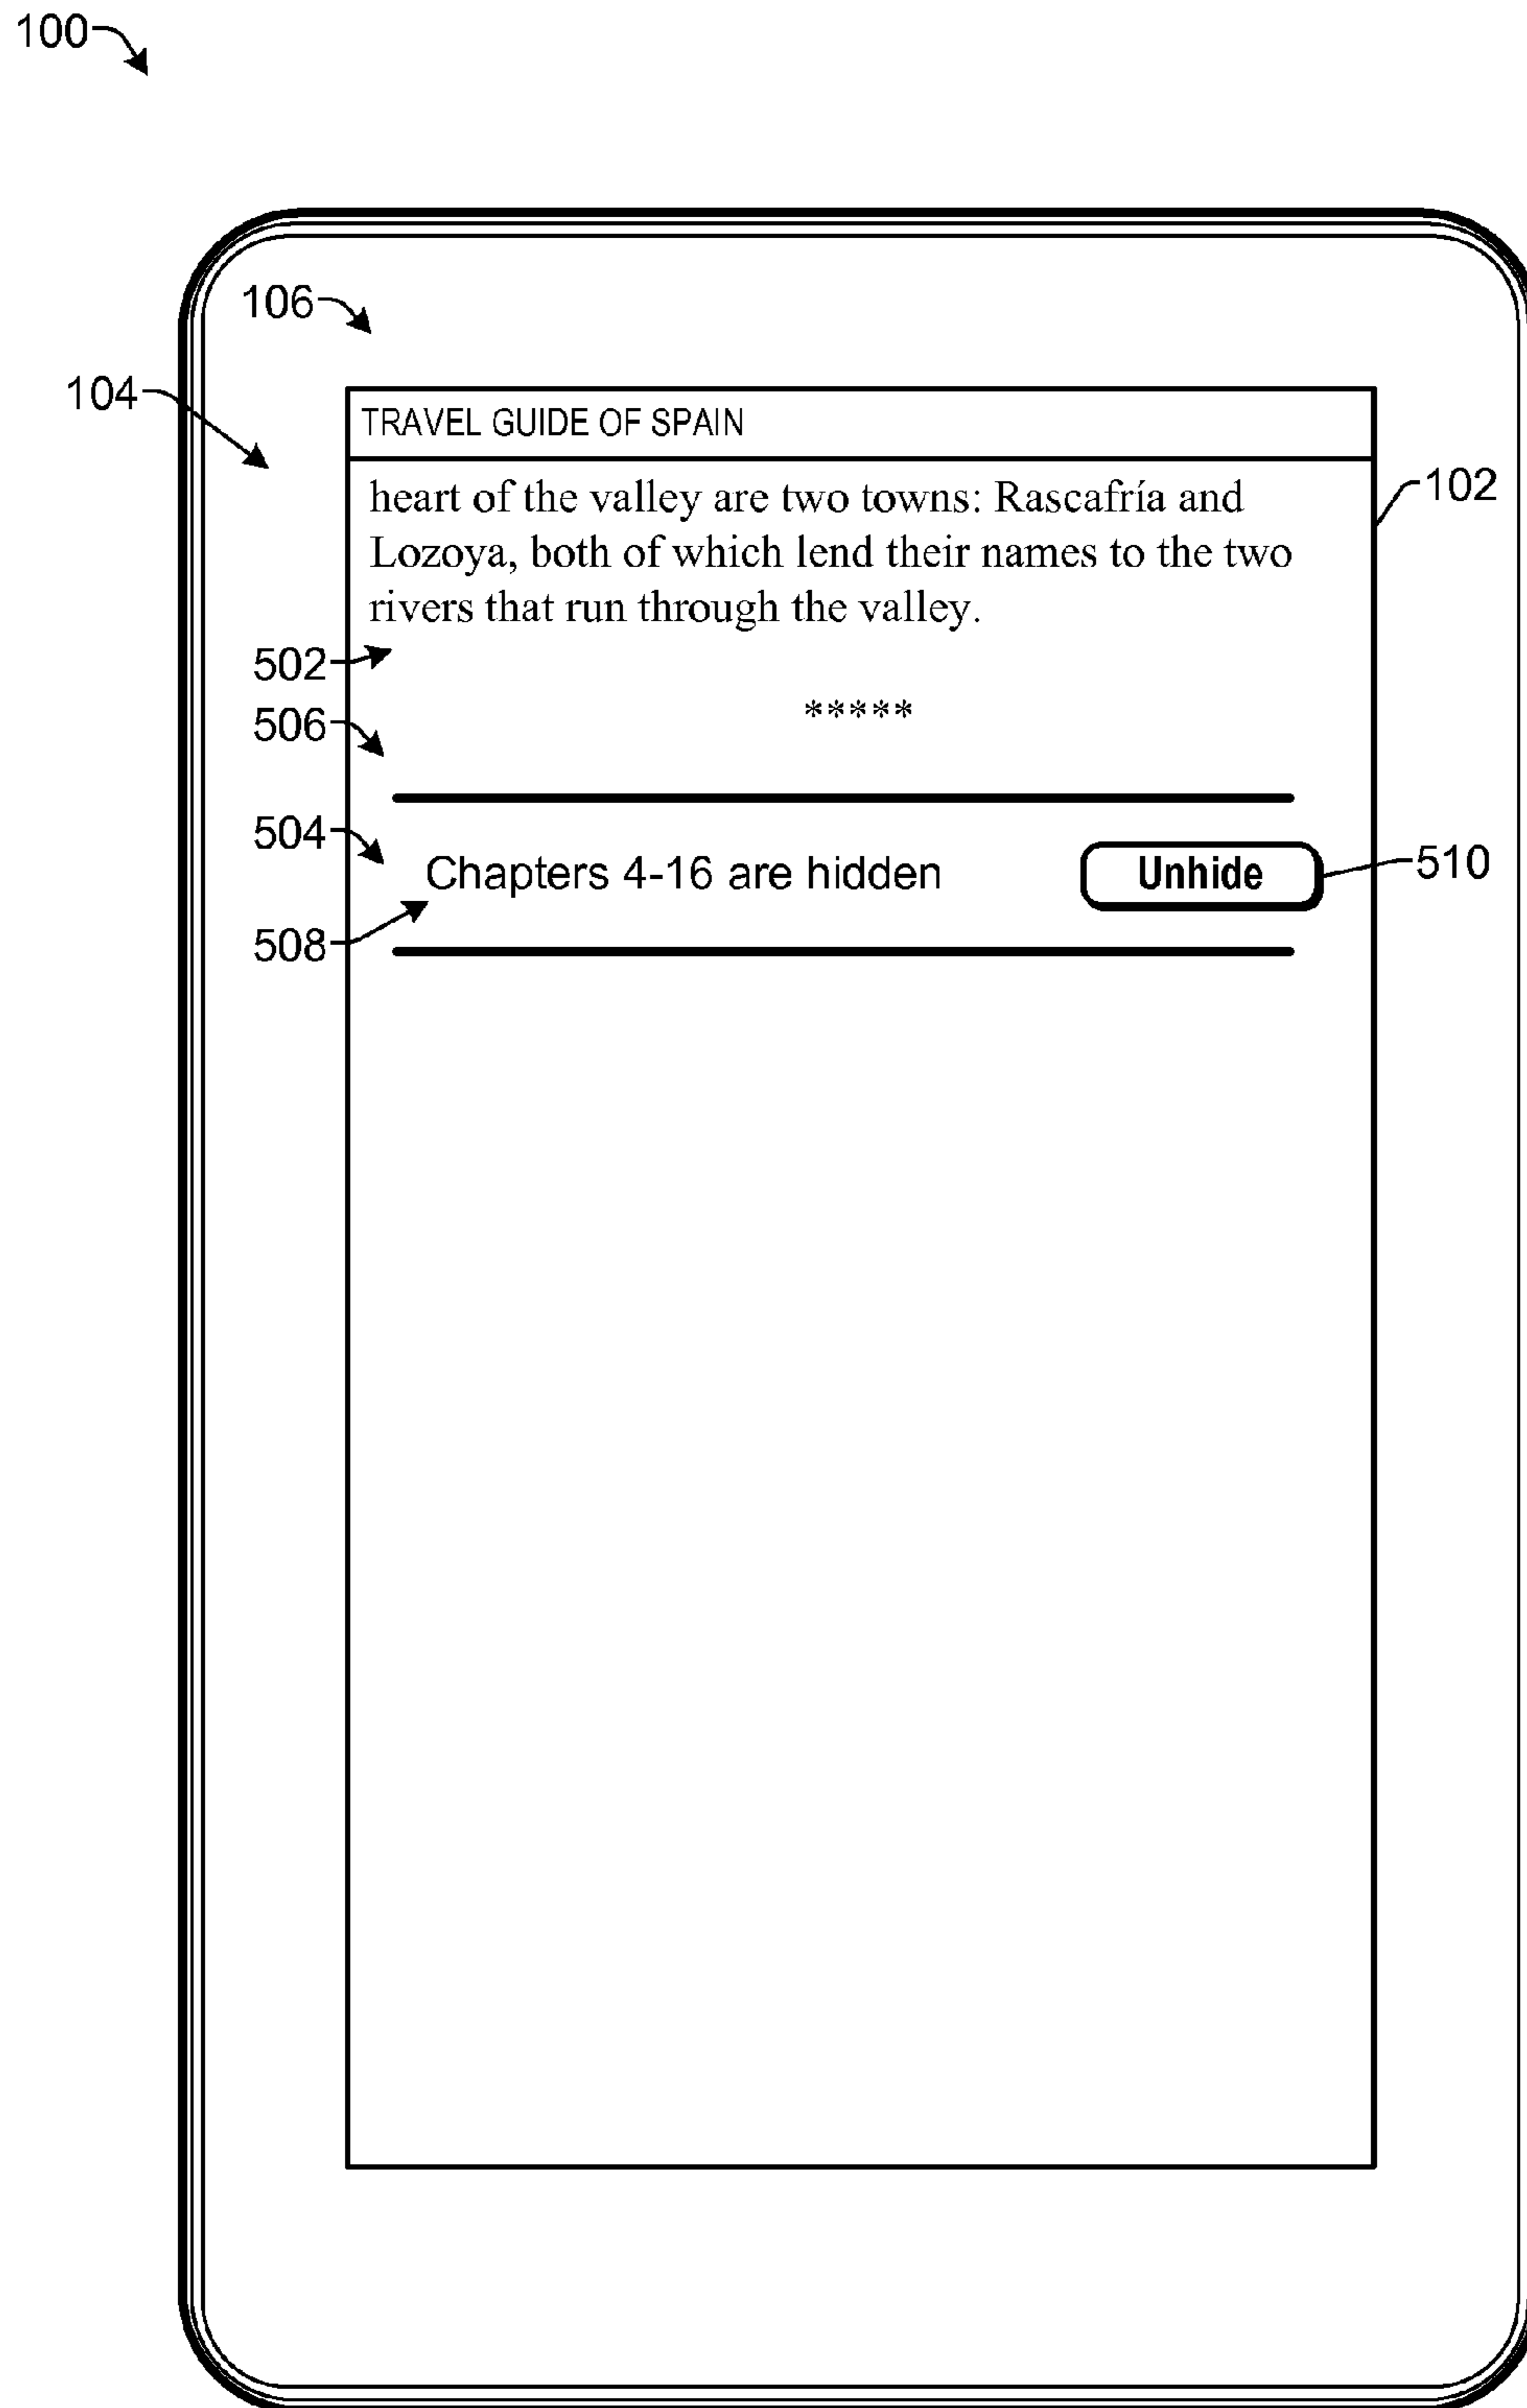 100
106
104
TRAVEL GUIDE OF SPAIN
102
heart of the valley are two towns: Rascafría and
Lozoya, both of which lend their names to the two
rivers that run through the valley.
502
*****
506
504
Chapters 4-16 are hidden
Unhide
510
508